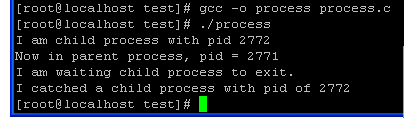 [root@localhost test]# gcc -o process process.c
[root@localhost test]# ./process
I am child process with pid 2772
Now in parent process, pid = 2771
I am waiting child process to exit.
I catched a child process with pid of 2772
[root@localhost test]#